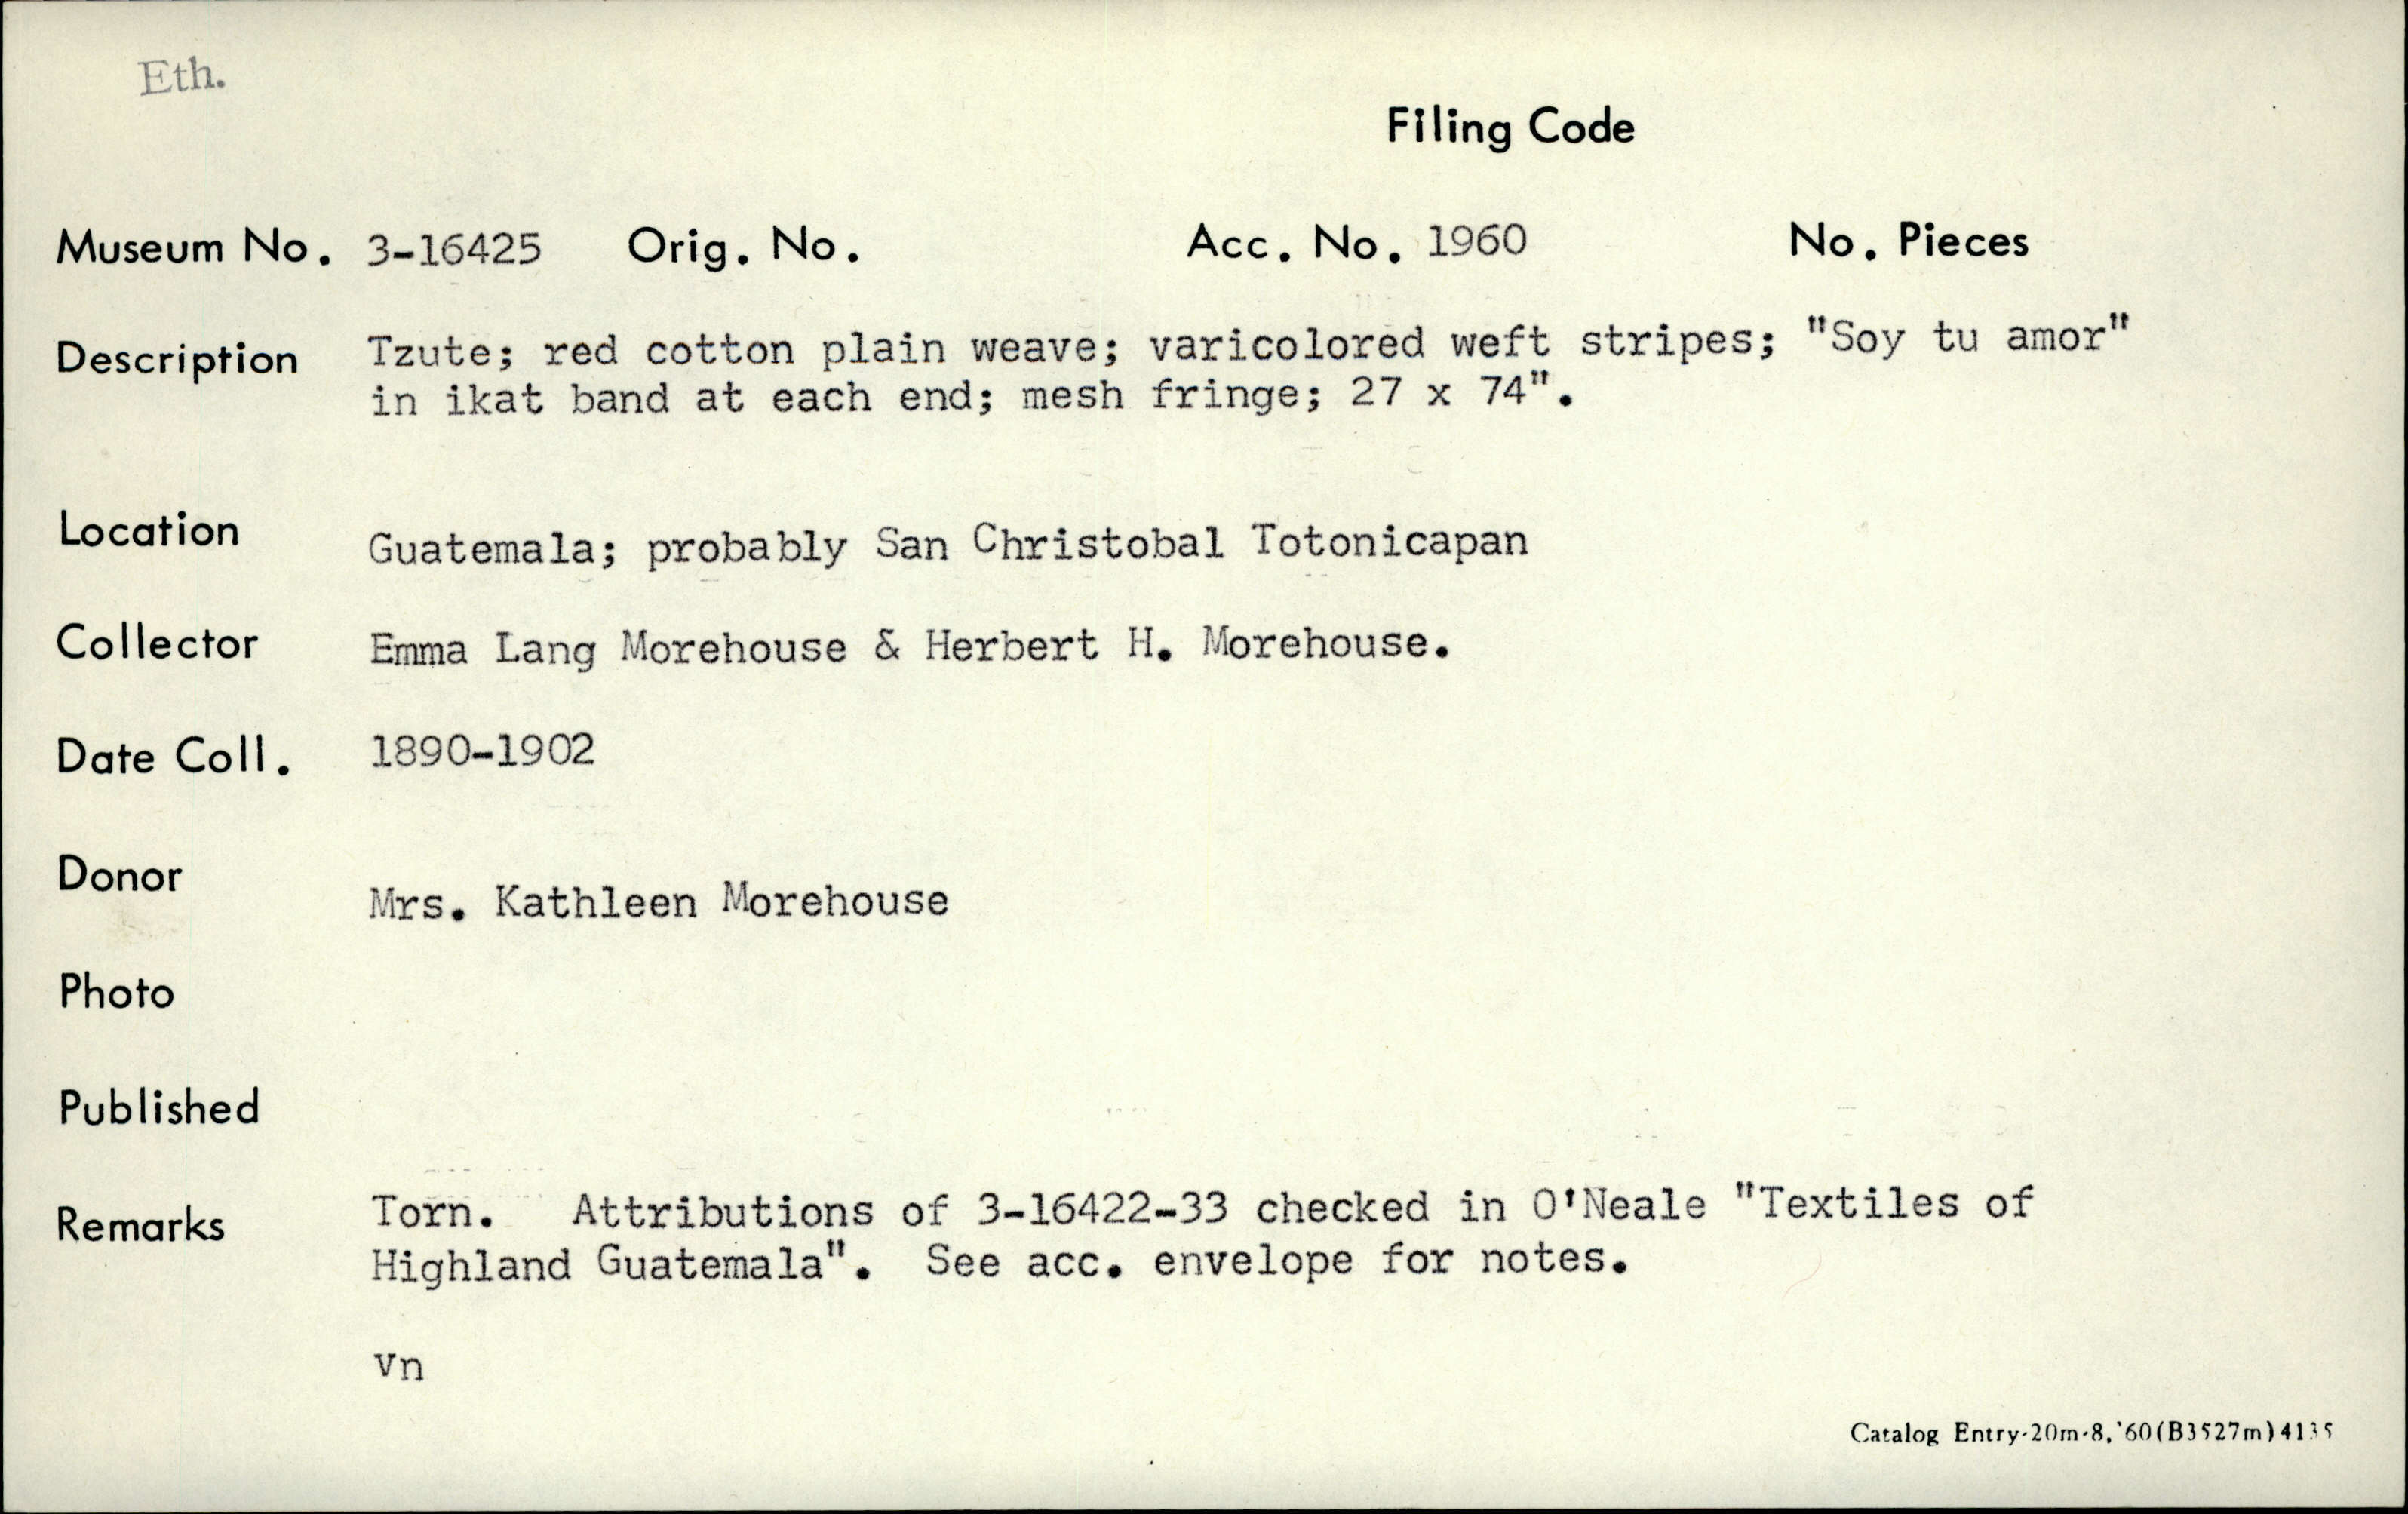 Eth.
Filing Code
Museum No. 3-16425 Orig. No. Acc. No. 1960 No. Pieces
Description Tzute; red cotton plain weave; varicolored weft stripes; "Soy tu amor"
in ikat band at each end; mesh fringe; 27 x 74".
Location Guatemala; probably San Christobal Totonicapan
Collector Emma Lang Morehouse & Herbert H. Morehouse.
Date Coll. 1890-1902
Donor Mrs. Kathleen Morehouse
Photo
Published
Remarks Torn. Attributions of 3-16422-33 checked in O'Neale "Textiles of
Highland Guatemala". See acc. envelope for notes.
vn
Catalog Entry-20m-8,'60(B3527m)4135